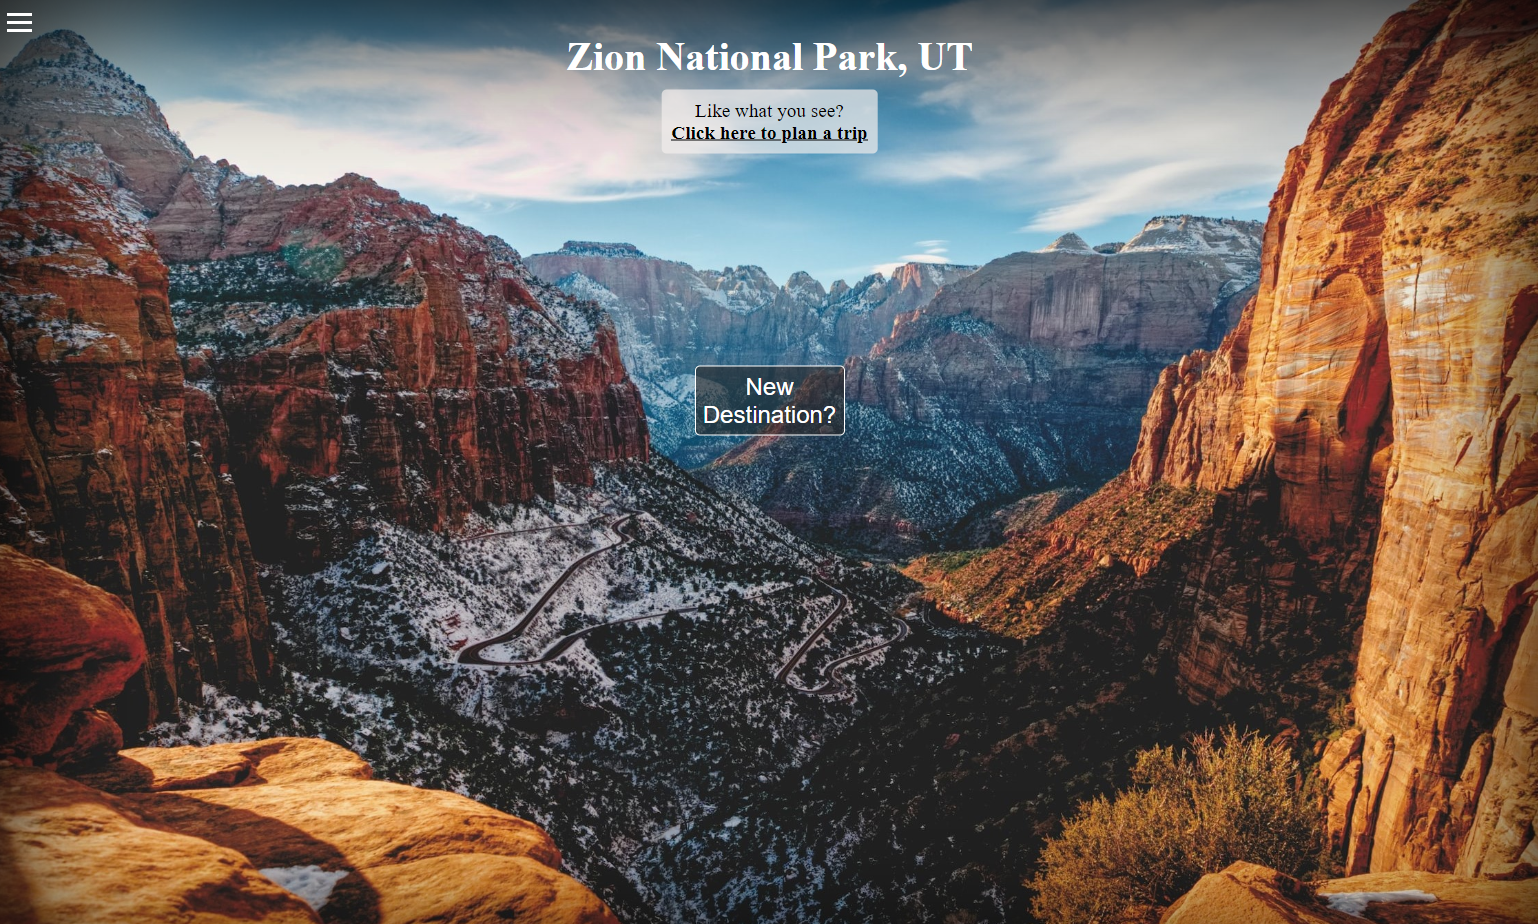 Zion National Park, UT
Like what you see?
Click here to plan a trip
New
Destination?